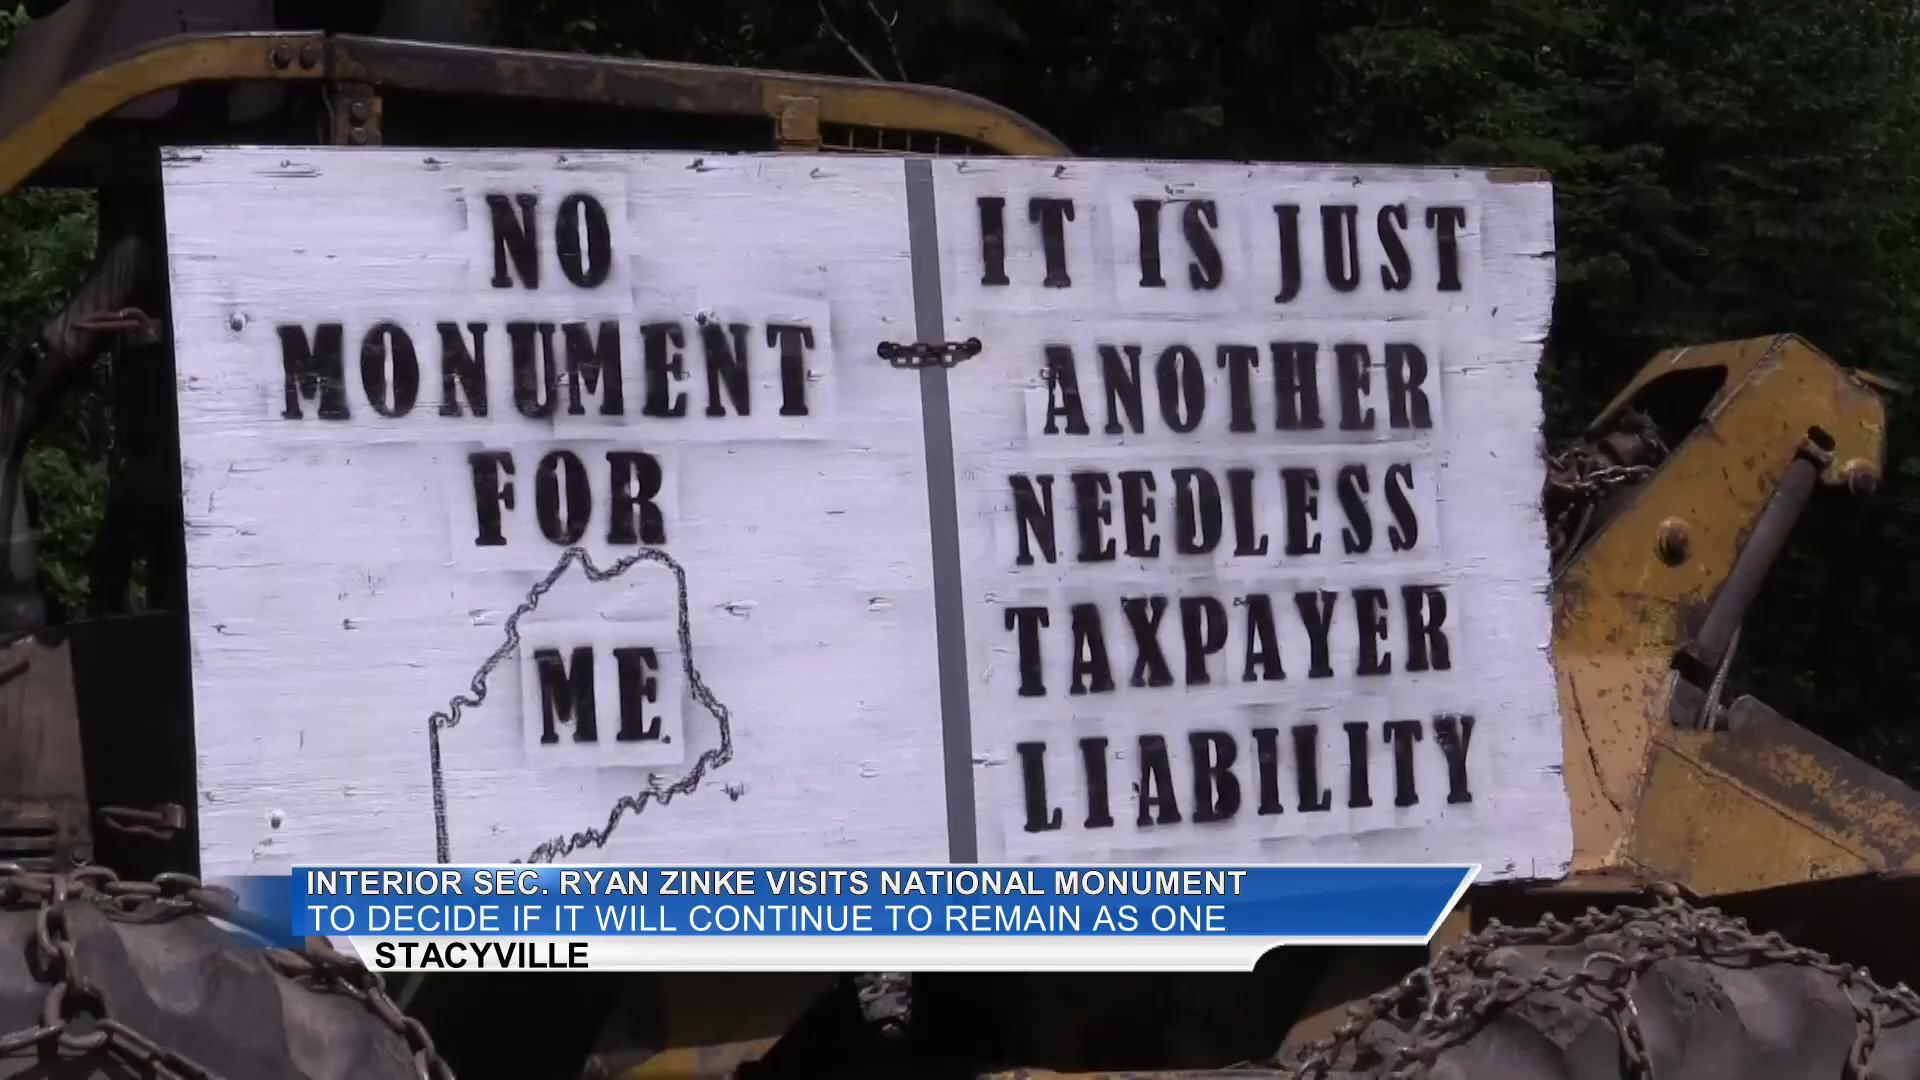 NO
MONUMENT
FOR
ME.
IT IS JUST
ANOTHER
NEEDLESS
TAXPAYER
LIABILITY
INTERIOR SEC. RYAN ZINKE VISITS NATIONAL MONUMENT
TO DECIDE IF IT WILL CONTINUE TO REMAIN AS ONE
STACYVILLE